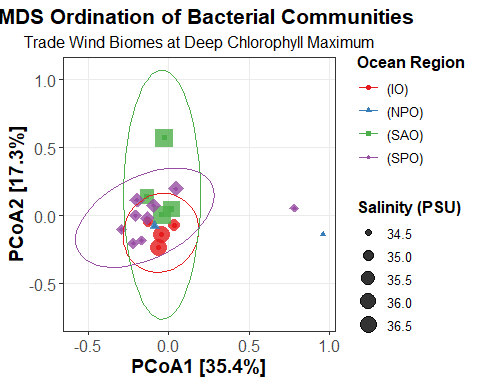 MDS Ordination of Bacterial Communities
Trade Wind Biomes at Deep Chlorophyll Maximum
Ocean Region
(IO)
(NPO)
(SAO)
(SPO)
Salinity (PSU)
34.5
35.0
35.5
36.0
36.5
PCoA2 [17.3%]
1.0
0.5
0.0
-0.5
-0.5
0.0
0.5
1.0
PCoA1 [35.4%]